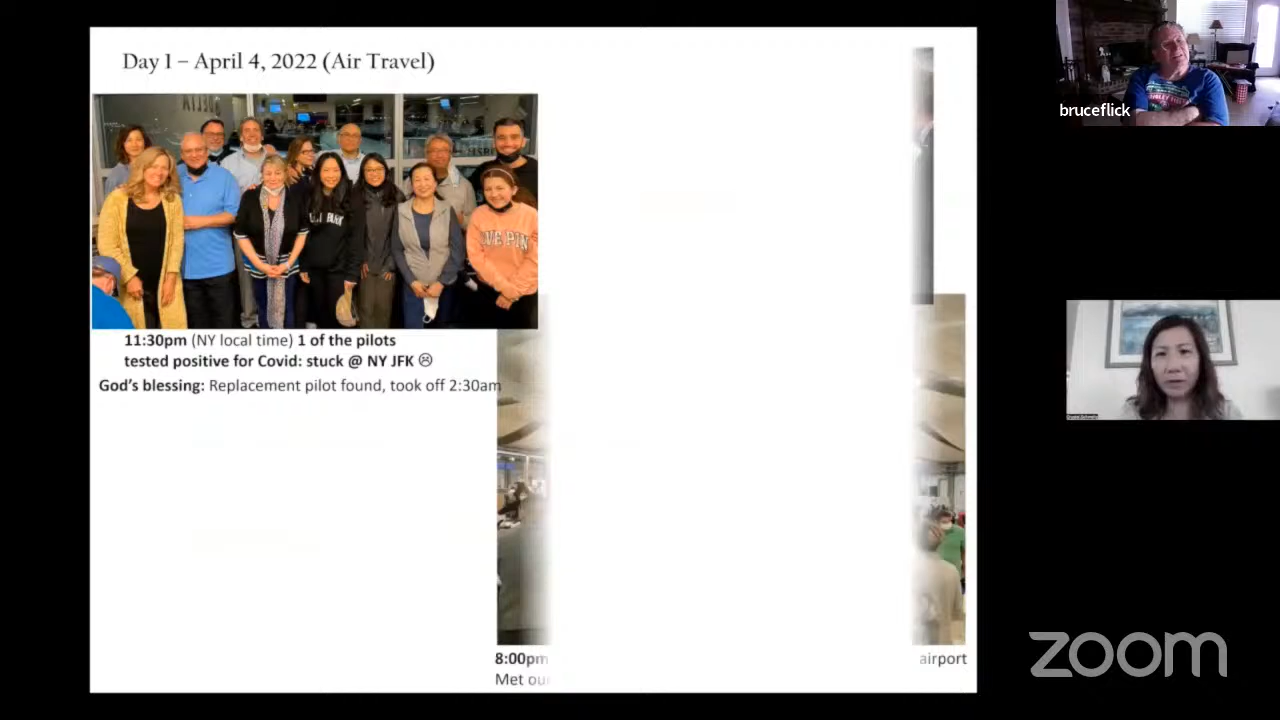 Day 1 – April 4, 2022 (Air Travel)
11:30pm (NY local time) 1 of the pilots
tested positive for Covid: stuck @ NY JFK ☹
God's blessing: Replacement pilot found, took off 2:30am
8:00pm
airport
Met our
bruceflick
zoom